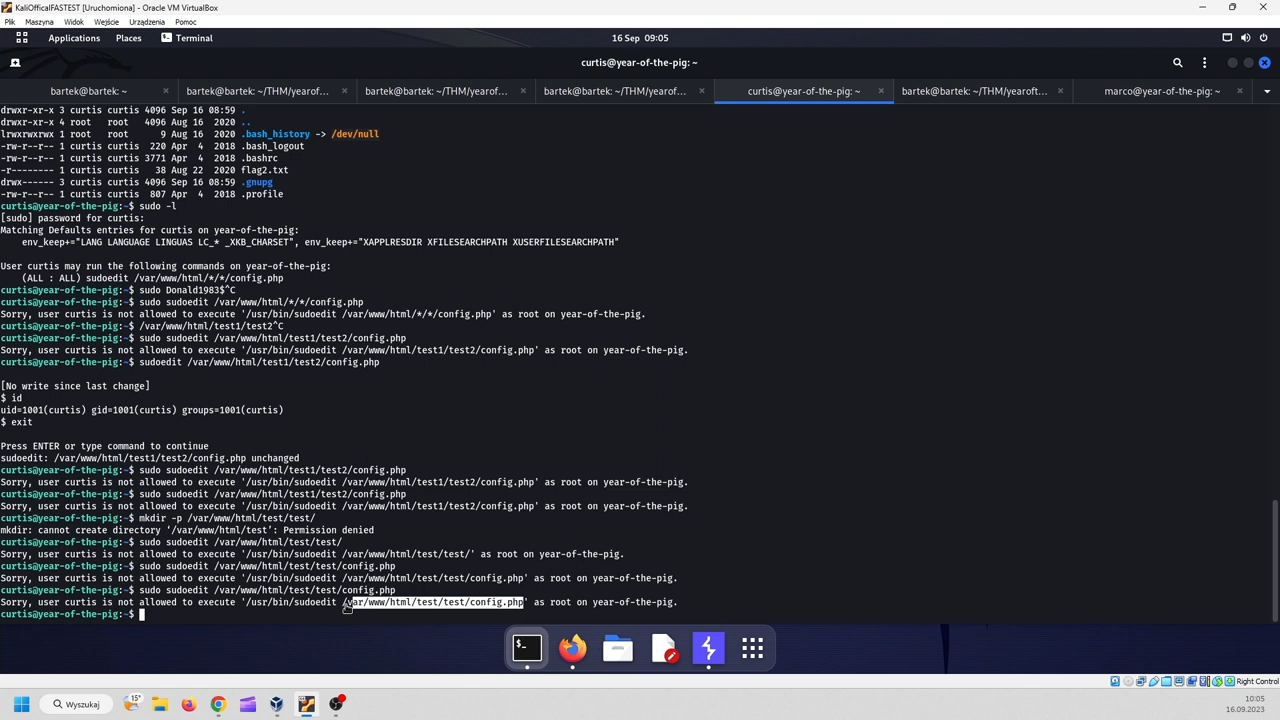 KaliOfficalFASTEST [Uruchomiona] - Oracle VM VirtualBox
Plik Maszyna Widok Wejście Urządzenia Pomoc
Applications Places Terminal 16 Sep 09:05
curtis@year-of-the-pig: ~
bartek@bartek: ~ × bartek@bartek: ~/THM/yearof... × bartek@bartek: ~/THM/yearof... × bartek@bartek: ~/THM/yearof... × curtis@year-of-the-pig: ~ × bartek@bartek: ~/THM/yearoft... × marco@year-of-the-pig: ~ ×
drwxr-xr-x 3 curtis curtis 4096 Sep 16 08:59 .
drwxr-xr-x 4 root   root   4096 Aug 16  2020 ..
lrwxrwxrwx 1 root   root      9 Aug 16  2020 .bash_history -> /dev/null
-rw-r--r-- 1 curtis curtis  220 Apr  4  2018 .bash_logout
-rw-r--r-- 1 curtis curtis 3771 Apr  4  2018 .bashrc
-r-------- 1 curtis curtis   38 Aug 22  2020 flag2.txt
drwx------ 3 curtis curtis 4096 Sep 16 08:59 .gnupg
-rw-r--r-- 1 curtis curtis  807 Apr  4  2018 .profile
curtis@year-of-the-pig:~$ sudo -l
[sudo] password for curtis:
Matching Defaults entries for curtis on year-of-the-pig:
    env_keep+="LANG LANGUAGE LINGUAS LC_* _XKB_CHARSET", env_keep+="XAPPLRESDIR XFILESEARCHPATH XUSERFILESEARCHPATH"
User curtis may run the following commands on year-of-the-pig:
    (ALL : ALL) sudoedit /var/www/html/*/*/config.php
curtis@year-of-the-pig:~$ sudo Donald1983$^C
curtis@year-of-the-pig:~$ sudo sudoedit /var/www/html/*/*/config.php
Sorry, user curtis is not allowed to execute '/usr/bin/sudoedit /var/www/html/*/*/config.php' as root on year-of-the-pig.
curtis@year-of-the-pig:~$ /var/www/html/test1/test2^C
curtis@year-of-the-pig:~$ sudo sudoedit /var/www/html/test1/test2/config.php
Sorry, user curtis is not allowed to execute '/usr/bin/sudoedit /var/www/html/test1/test2/config.php' as root on year-of-the-pig.
curtis@year-of-the-pig:~$ sudoedit /var/www/html/test1/test2/config.php
[No write since last change]
$ id
uid=1001(curtis) gid=1001(curtis) groups=1001(curtis)
$ exit
Press ENTER or type command to continue
sudoedit: /var/www/html/test1/test2/config.php unchanged
curtis@year-of-the-pig:~$ sudo sudoedit /var/www/html/test1/test2/config.php
Sorry, user curtis is not allowed to execute '/usr/bin/sudoedit /var/www/html/test1/test2/config.php' as root on year-of-the-pig.
curtis@year-of-the-pig:~$ sudo sudoedit /var/www/html/test1/test2/config.php
Sorry, user curtis is not allowed to execute '/usr/bin/sudoedit /var/www/html/test1/test2/config.php' as root on year-of-the-pig.
curtis@year-of-the-pig:~$ mkdir -p /var/www/html/test/test/
mkdir: cannot create directory ‘/var/www/html/test’: Permission denied
curtis@year-of-the-pig:~$ sudo sudoedit /var/www/html/test/test/
Sorry, user curtis is not allowed to execute '/usr/bin/sudoedit /var/www/html/test/test/' as root on year-of-the-pig.
curtis@year-of-the-pig:~$ sudo sudoedit /var/www/html/test/test/config.php
Sorry, user curtis is not allowed to execute '/usr/bin/sudoedit /var/www/html/test/test/config.php' as root on year-of-the-pig.
curtis@year-of-the-pig:~$ sudo sudoedit /var/www/html/test/test/config.php
Sorry, user curtis is not allowed to execute '/usr/bin/sudoedit /var/www/html/test/test/config.php' as root on year-of-the-pig.
curtis@year-of-the-pig:~$
Right Control
Wyszukaj 15° 10:05
16.09.2023